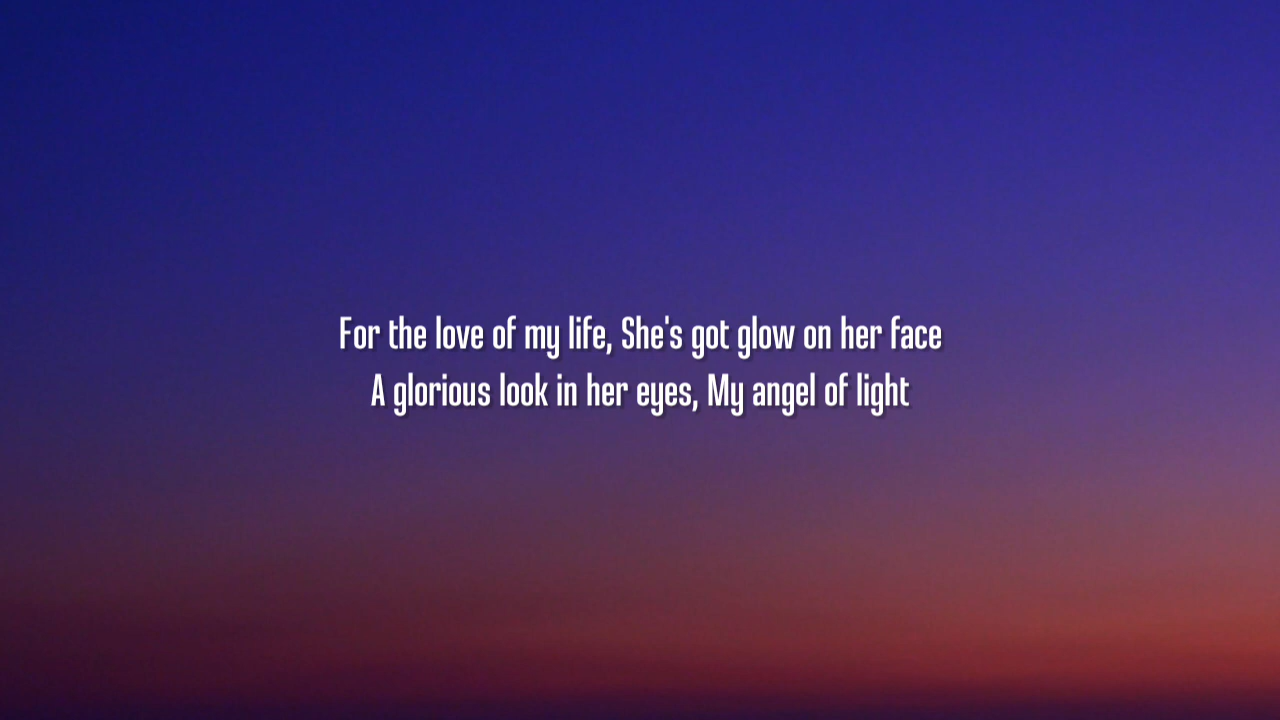 For the love of my life, She's got glow on her face
A glorious look in her eyes, My angel of light